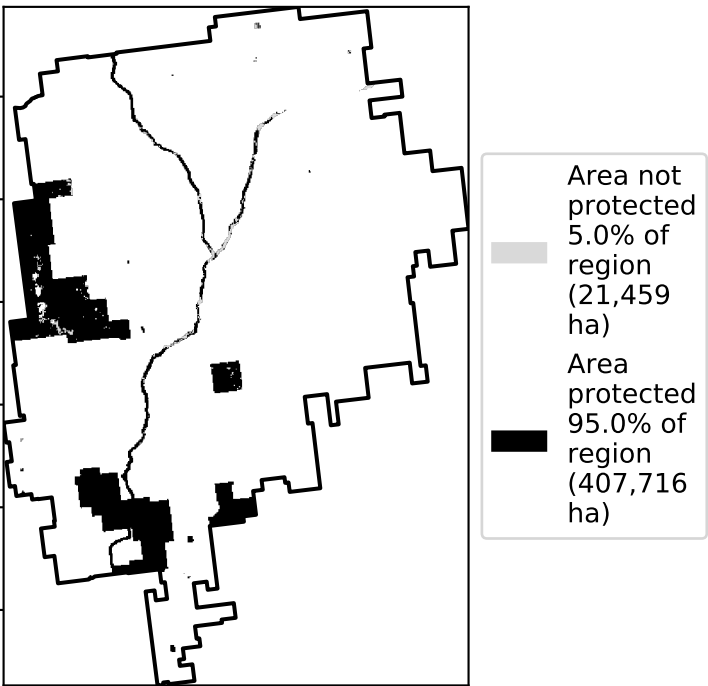 Area not
protected
5.0% of
region
(21,459
ha)
Area
protected
95.0% of
region
(407,716
ha)